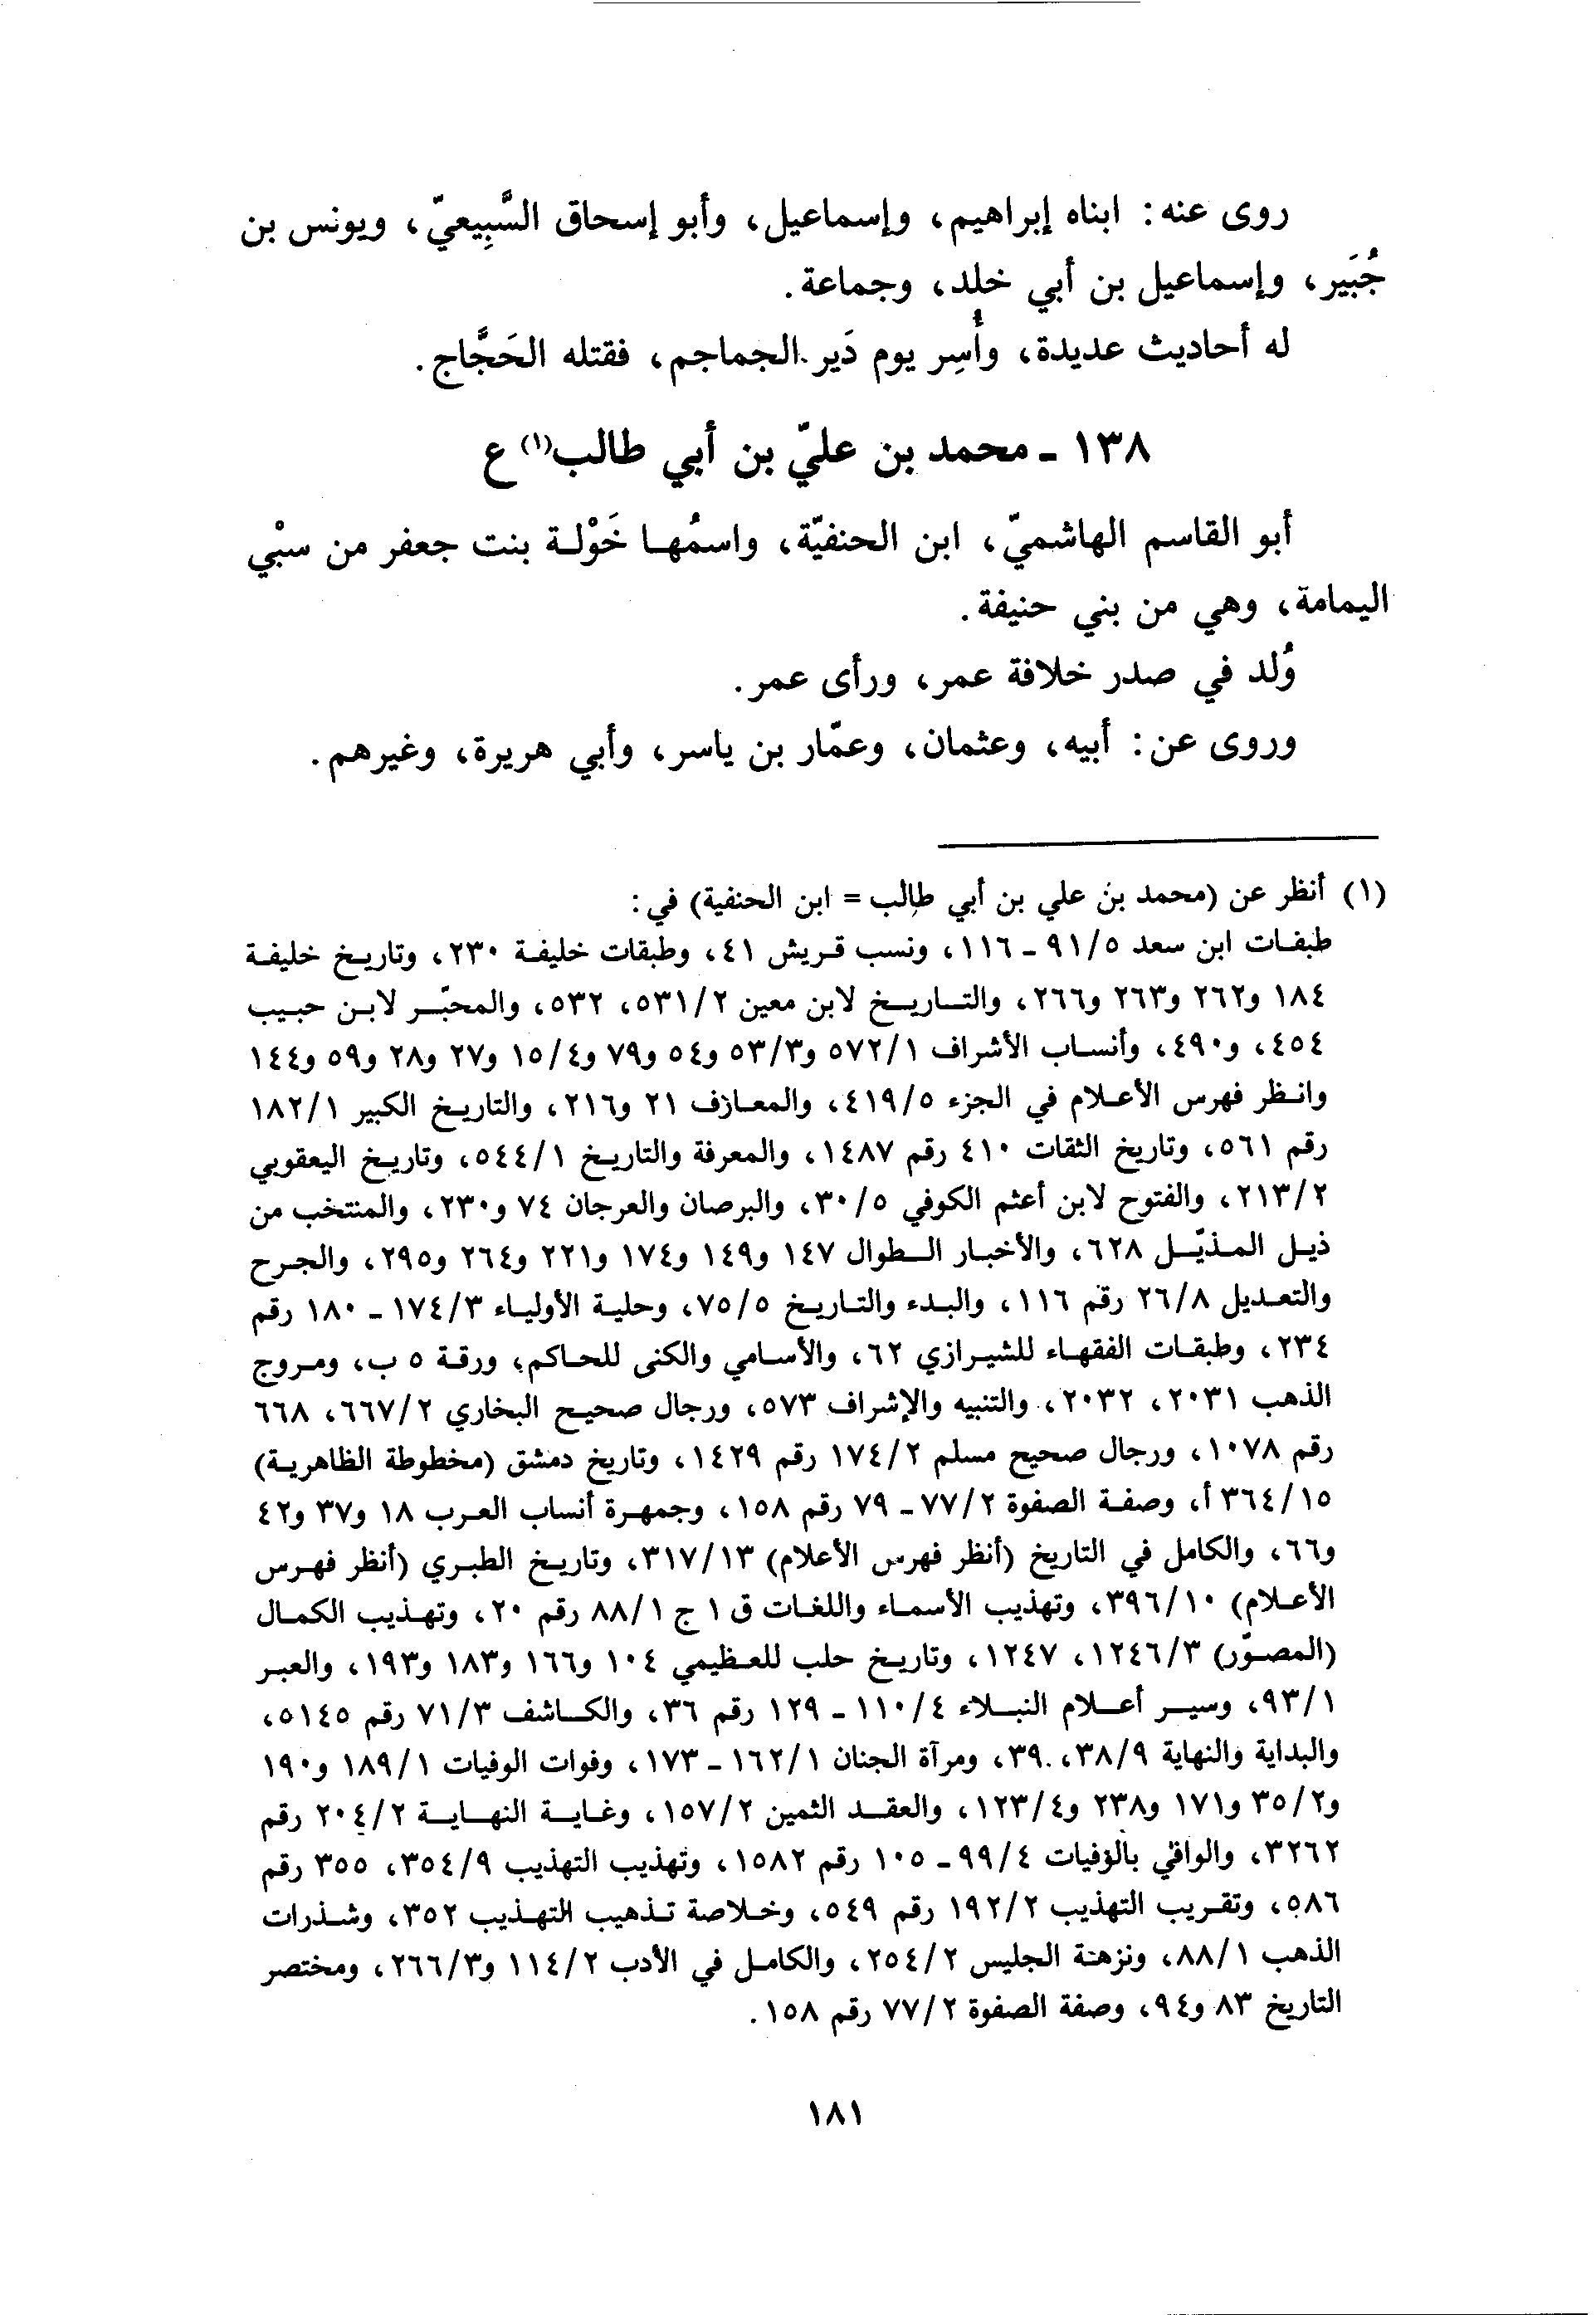 روى عنه: ابناه إبراهيم، وإسماعيل، وأبو إسحاق السَّبِيعيّ، ويونس بن
جُبَير، وإسماعيل بن أبي خلد، وجماعة.
له أحاديث عديدة، وأُسِر يوم دَير الجماجم، فقتله الحَجَّاج.
١٣٨ - محمد بن عليّ بن أبي طالب(١) ع
أبو القاسم الهاشميّ، ابن الحنفيّة، واسمُها خَوْلة بنت جعفر من سبْي
اليمامة، وهي من بني حنيفة.
وُلد في صدر خلافة عمر، ورأى عمر.
وروى عن: أبيه، وعثمان، وعمّار بن ياسر، وأبي هريرة، وغيرهم.
(١) أنظر عن (محمد بن علي بن أبي طالب = ابن الحنفية) في:
طبقات ابن سعد ٩١/٥ - ١١٦، ونسب قريش ٤١، وطبقات خليفة ٢٣٠، وتاريخ خليفة
١٨٤ و٢٦٢ و٢٦٣ و٢٦٦، والتاريخ لابن معين ٥٣١/٢، ٥٣٢، والمحبّر لابن حبيب
٤٥٤، و٤٩٠، وأنساب الأشراف ٥٧٢/١ و٥٣/٣ و٥٤ و٧٩ و١٥/٤ و٢٧ و٢٨ و٥٩ و١٤٤
وانظر فهرس الأعلام في الجزء ٤١٩/٥، والمعازف ٢١ و٢١٦، والتاريخ الكبير ١٨٢/١
رقم ٥٦١، وتاريخ الثقات ٤١٠ رقم ١٤٨٧، والمعرفة والتاريخ ٥٤٤/١، وتاريخ اليعقوبي
٢١٣/٢، والفتوح لابن أعثم الكوفي ٣٠/٥، والبرصان والعرجان ٧٤ و٢٣٠، والمنتخب من
ذيل المذيّل ٦٢٨، والأخبار الطوال ١٤٧ و١٤٩ و١٧٤ و٢٢١ و٢٦٤ و٢٩٥، والجرح
والتعديل ٢٦/٨ رقم ١١٦، والبدء والتاريخ ٧٥/٥، وحلية الأولياء ١٧٤/٣ - ١٨٠ رقم
٢٣٤، وطبقات الفقهاء للشيرازي ٦٢، والأسامي والكنى للحاكم، ورقة ٥ ب، ومروج
الذهب ٢٠٣١، ٢٠٣٢، والتنبيه والإشراف ٥٧٣، ورجال صحيح البخاري ٦٦٧/٢، ٦٦٨
رقم ١٠٧٨، ورجال صحيح مسلم ١٧٤/٢ رقم ١٤٢٩، وتاريخ دمشق (مخطوطة الظاهرية)
٣٦٤/١٥ أ، وصفة الصفوة ٧٧/٢ - ٧٩ رقم ١٥٨، وجمهرة أنساب العرب ١٨ و٣٧ و٤٢
و٦٦، والكامل في التاريخ (أنظر فهرس الأعلام) ٣١٧/١٣، وتاريخ الطبري (أنظر فهرس
الأعلام) ٣٩٦/١٠، وتهذيب الأسماء واللغات ق ١ ج ٨٨/١ رقم ٢٠، وتهذيب الكمال
(المصوّر) ١٢٤٦/٣، ١٢٤٧، وتاريخ حلب للعظيمي ١٠٤ و١٦٦ و١٨٣ و١٩٣، والعبر
٩٣/١، وسير أعلام النبلاء ١١٠/٤ - ١٢٩ رقم ٣٦، والكاشف ٧١/٣ رقم ٥١٤٥،
والبداية والنهاية ٣٨/٩، ٣٩، ومرآة الجنان ١٦٢/١ - ١٧٣، وفوات الوفيات ١٨٩/١ و١٩٠
و٣٥/٢ و١٧١ و٢٣٨ و١٢٣/٤، والعقد الثمين ١٥٧/٢، وغاية النهاية ٢٠٤/٢ رقم
٣٢٦٢، والوافي بالوفيات ٩٩/٤ - ١٠٥ رقم ١٥٨٢، وتهذيب التهذيب ٣٥٤/٩، ٣٥٥ رقم
٥٨٦، وتقريب التهذيب ١٩٢/٢ رقم ٥٤٩، وخلاصة تذهيب التهذيب ٣٥٢، وشذرات
الذهب ٨٨/١، ونزهة الجليس ٢٥٤/٢، والكامل في الأدب ١١٤/٢ و٢٦٦/٣، ومختصر
التاريخ ٨٣ و٩٤، وصفة الصفوة ٧٧/٢ رقم ١٥٨.
١٨١